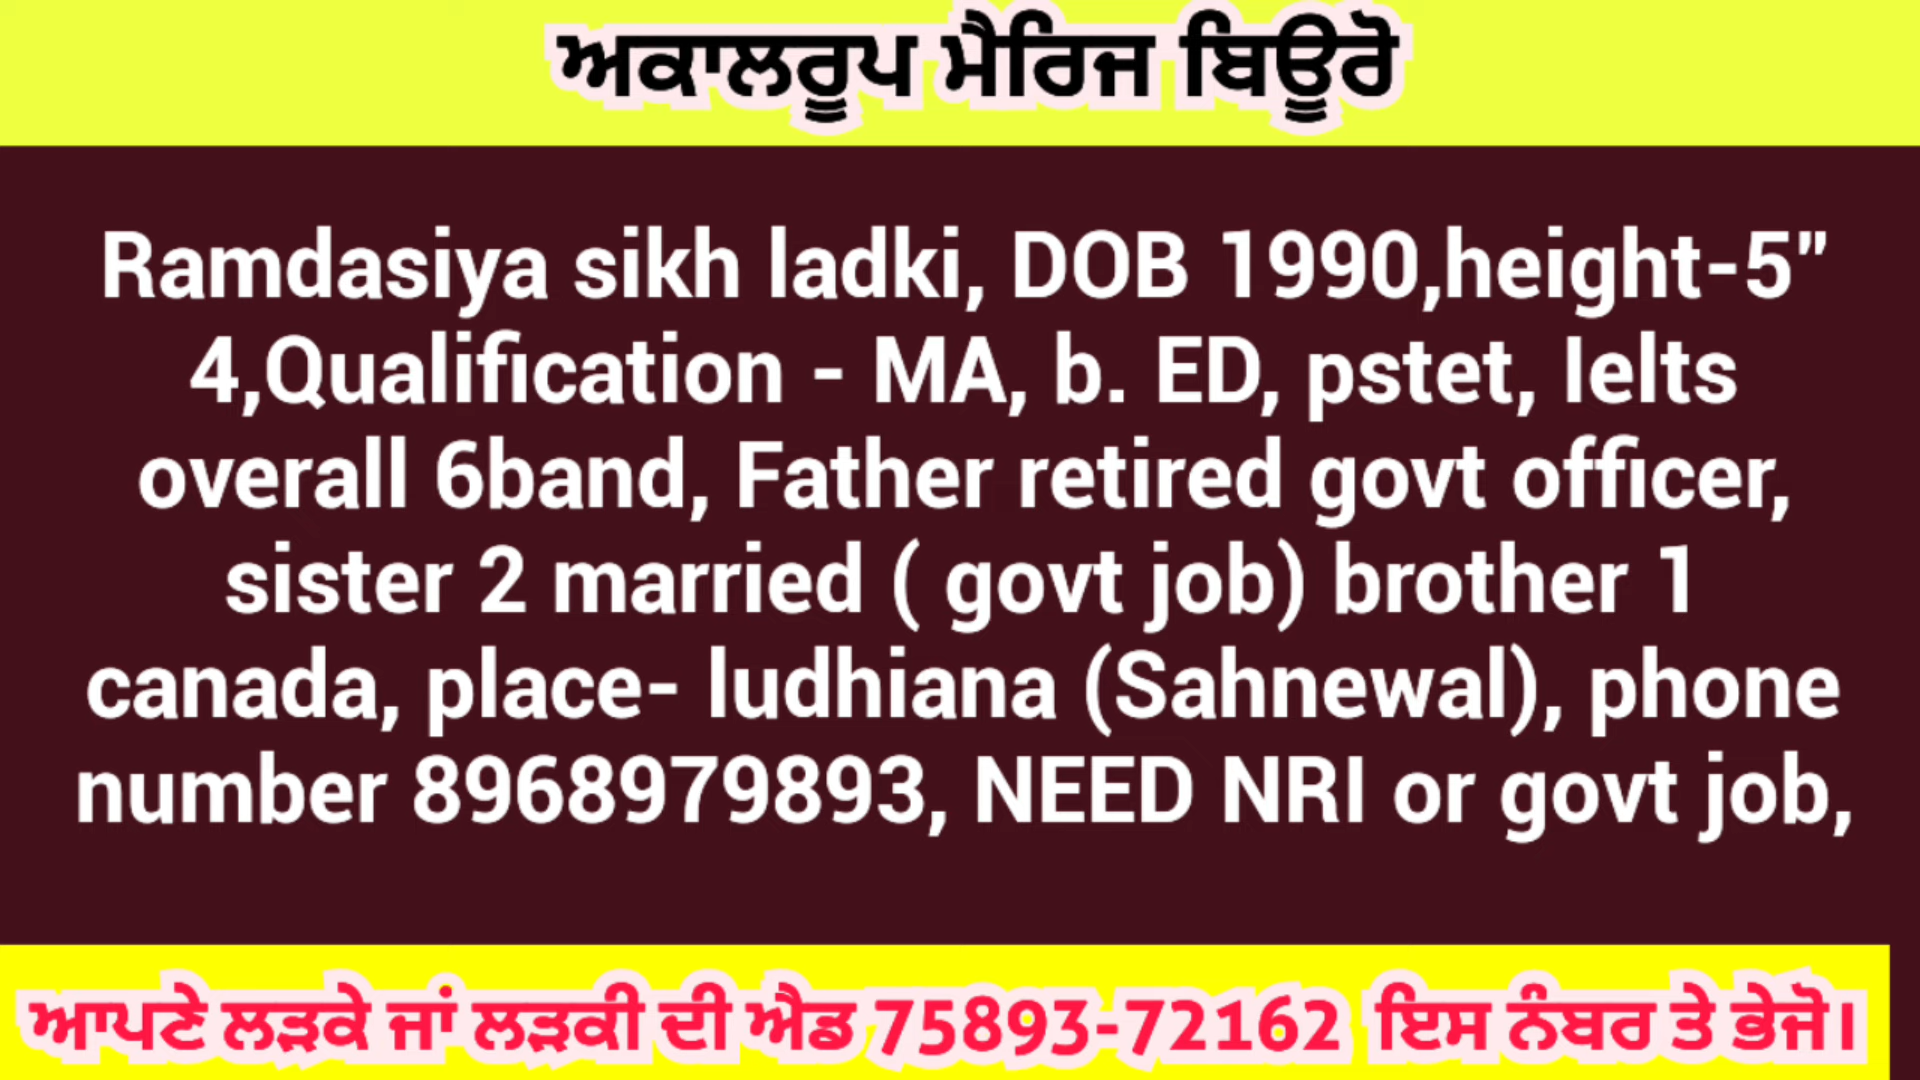 ਅਕਾਲਰੂਪ ਮੈਰਿਜ ਬਿਊਰੋ
Ramdasiya sikh ladki, DOB 1990,height-5"
4,Qualification - MA, b. ED, pstet, Ielts
overall 6band, Father retired govt officer,
sister 2 married ( govt job) brother 1
canada, place- ludhiana (Sahnewal), phone
number 8968979893, NEED NRI or govt job,
ਆਪਣੇ ਲੜਕੇ ਜਾਂ ਲੜਕੀ ਦੀ ਐਡ 75893-72162 ਇਸ ਨੰਬਰ ਤੇ ਭੇਜੋ।